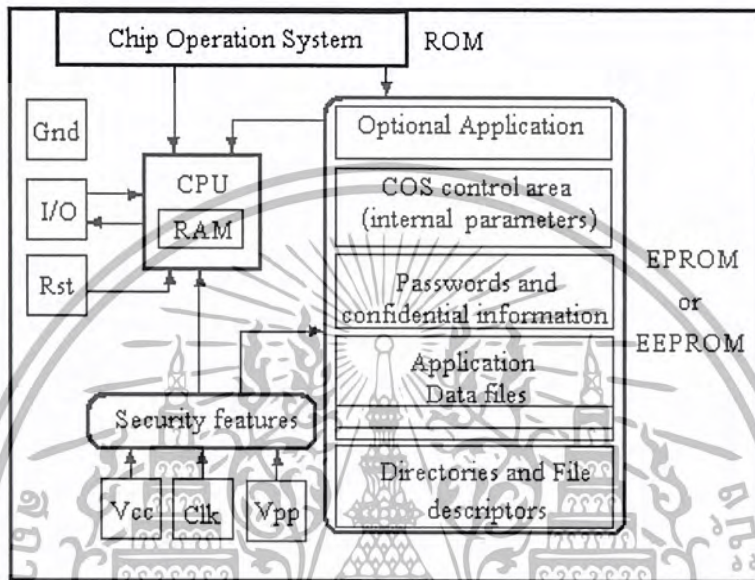 Chip Operation System
ROM
Gnd
I/O
Rst
CPU
RAM
Optional Application
COS control area
(internal parameters)
Passwords and
confidential information
Application
Data files
Directories and File
descriptors
EPROM
or
EEPROM
Security features
Vcc
Clk
Vpp